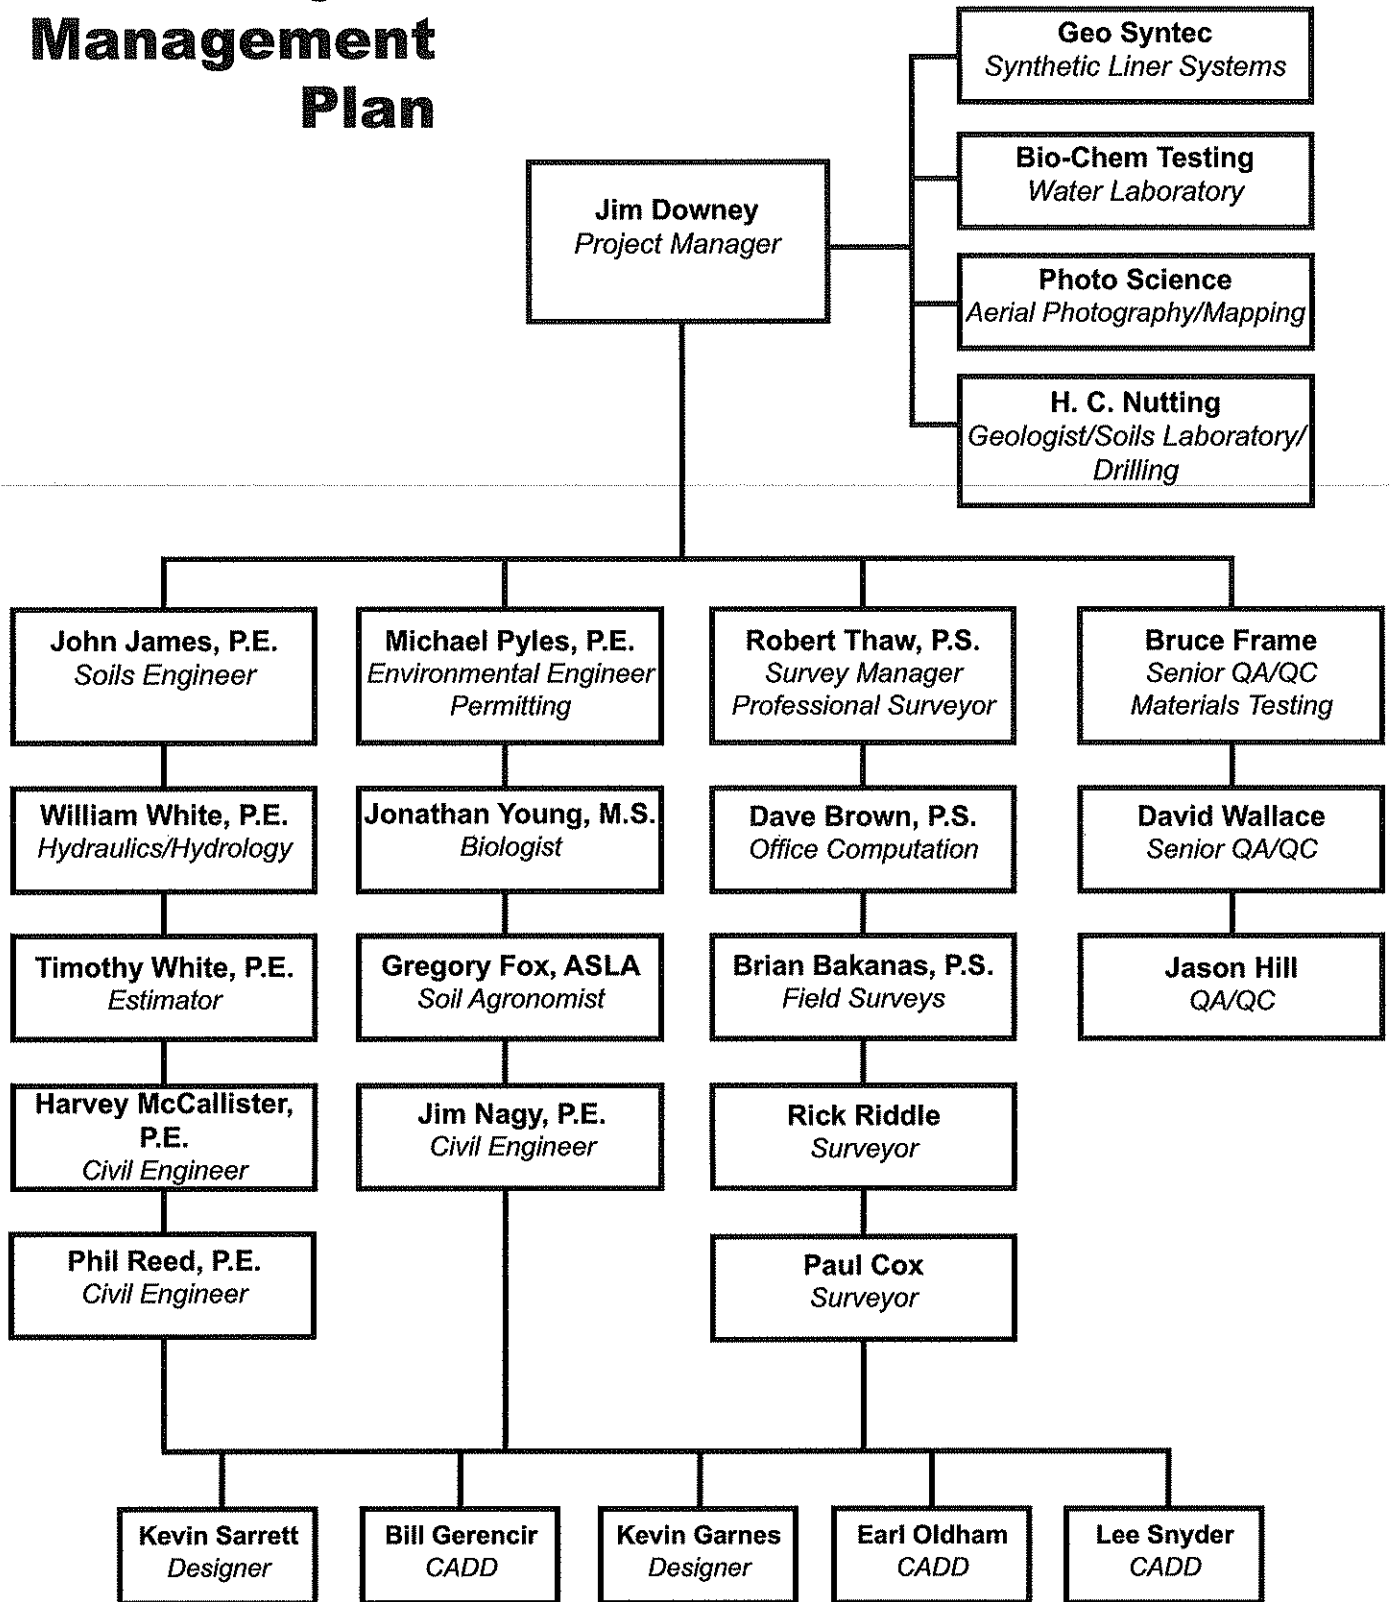 Management
Plan
Geo Syntec
Synthetic Liner Systems
Bio-Chem Testing
Water Laboratory
Jim Downey
Project Manager
Photo Science
Aerial Photography/Mapping
H. C. Nutting
Geologist/Soils Laboratory/
Drilling
John James, P.E.
Soils Engineer
Michael Pyles, P.E.
Environmental Engineer
Permitting
Robert Thaw, P.S.
Survey Manager
Professional Surveyor
Bruce Frame
Senior QA/QC
Materials Testing
William White, P.E.
Hydraulics/Hydrology
Jonathan Young, M.S.
Biologist
Dave Brown, P.S.
Office Computation
David Wallace
Senior QA/QC
Timothy White, P.E.
Estimator
Gregory Fox, ASLA
Soil Agronomist
Brian Bakanas, P.S.
Field Surveys
Jason Hill
QA/QC
Harvey McCallister,
P.E.
Civil Engineer
Jim Nagy, P.E.
Civil Engineer
Rick Riddle
Surveyor
Phil Reed, P.E.
Civil Engineer
Paul Cox
Surveyor
Kevin Sarrett
Designer
Bill Gerencir
CADD
Kevin Garnes
Designer
Earl Oldham
CADD
Lee Snyder
CADD